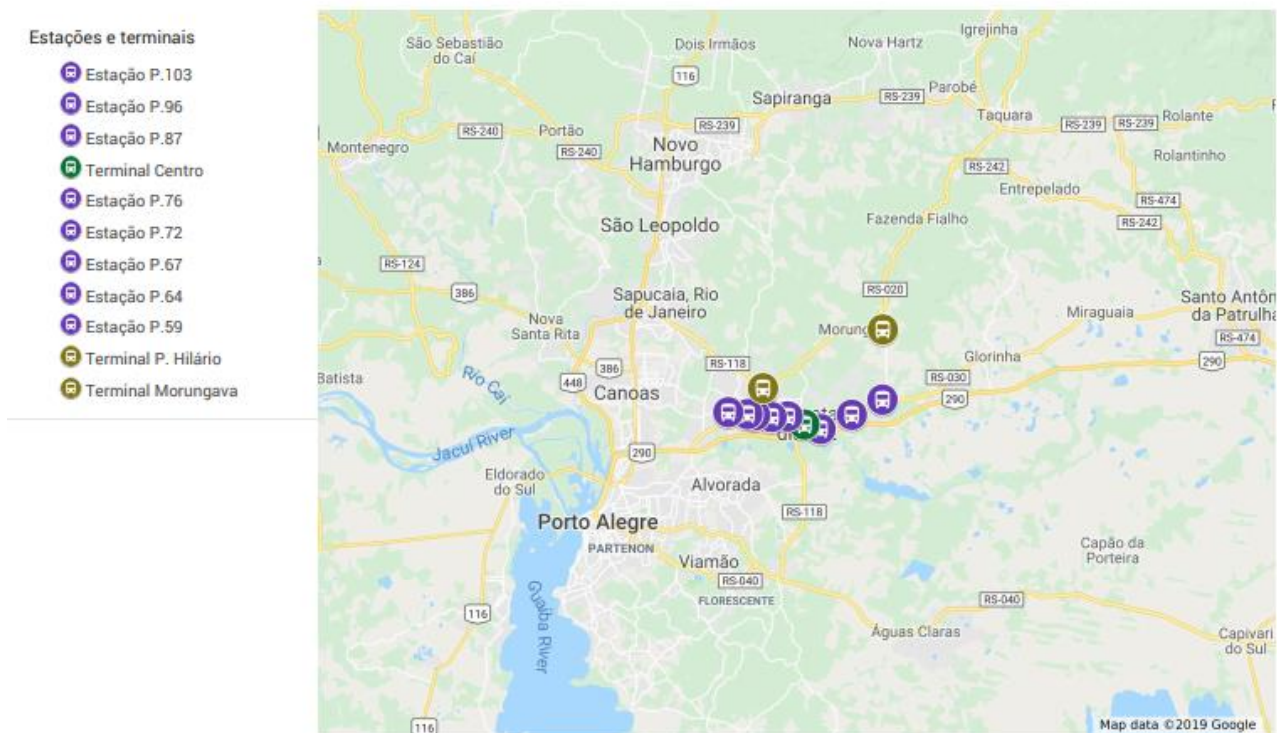 Estações e terminais
Estação P.103
Estação P.96
Estação P.87
Terminal Centro
Estação P.76
Estação P.72
Estação P.67
Estação P.64
Estação P.59
Terminal P. Hilário
Terminal Morungava
Igrejinha
São Sebastião
do Caí
Dois Irmãos
Nova Hartz
116
Sapiranga
RS-239
Parobé
Taquara
RS-239
RS-239
Rolante
Montenegro
RS-240
Portão
RS-239
RS-240
Novo
Hamburgo
Rolantinho
RS-242
Entrepelado
RS-474
RS-242
São Leopoldo
Fazenda Fialho
RS-124
386
RS-020
Sapucaia, Rio
de Janeiro
Nova
Santa Rita
Miraguaia
Santo Antôn
da Patrulha
RS-474
Glorinha
RS-118
290
386
448
Canoas
RS-030
290
Batista
Rio Caí
Jacuí River
290
Eldorado
do Sul
Alvorada
RS-118
Porto Alegre
PARTENON
Viamão
RS-040
FLORESCENTE
Capão da
Porteira
RS-040
116
Guaíba River
Águas Claras
Capivari
do Sul
116
Map data ©2019 Google